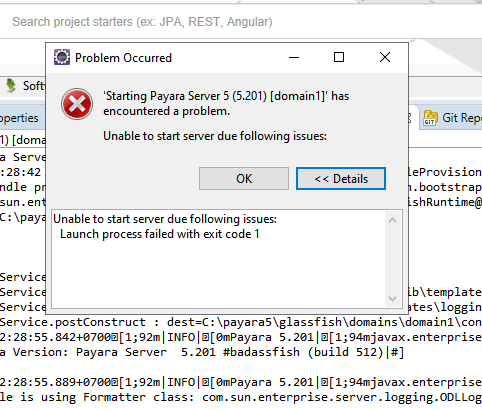 Search project starters (ex: JPA, REST, Angular)
Problem Occurred
Softw
'Starting Payara Server 5 (5.201) [domain1]' has
encountered a problem.
Unable to start server due following issues:
operties
GIT
Git Repo
1) [doma
OK
<< Details
a Serve
:28:42
leProvision
ndle pr
n.bootstrap
sun.ent
ishRuntime@
C:\paya
Unable to start server due following issues:
Launch process failed with exit code 1
Service
Service
ib\template
Service
ates\loggin
Service.postConstruct : dest=C:\payara5\glassfish\domains\domain1\con
2:28:55.842+0700[1;92m|INFO|[0mPayara 5.201|[1;94mjavax.enterprise
a Version: Payara Server  5.201 #badassfish (build 512)|#]
2:28:55.889+0700[1;92m|INFO|[0mPayara 5.201|[1;94mjavax.enterprise
le is using Formatter class: com.sun.enterprise.server.logging.ODLLog